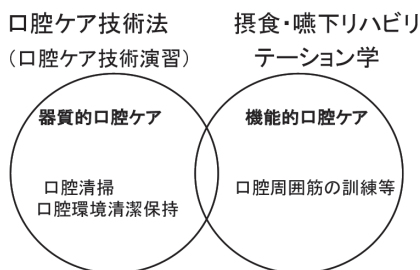 口腔ケア技術法
(口腔ケア技術演習)
摂食・嚥下リハビリ
テーション学
器質的口腔ケア
口腔清掃
口腔環境清潔保持
機能的口腔ケア
口腔周囲筋の訓練等